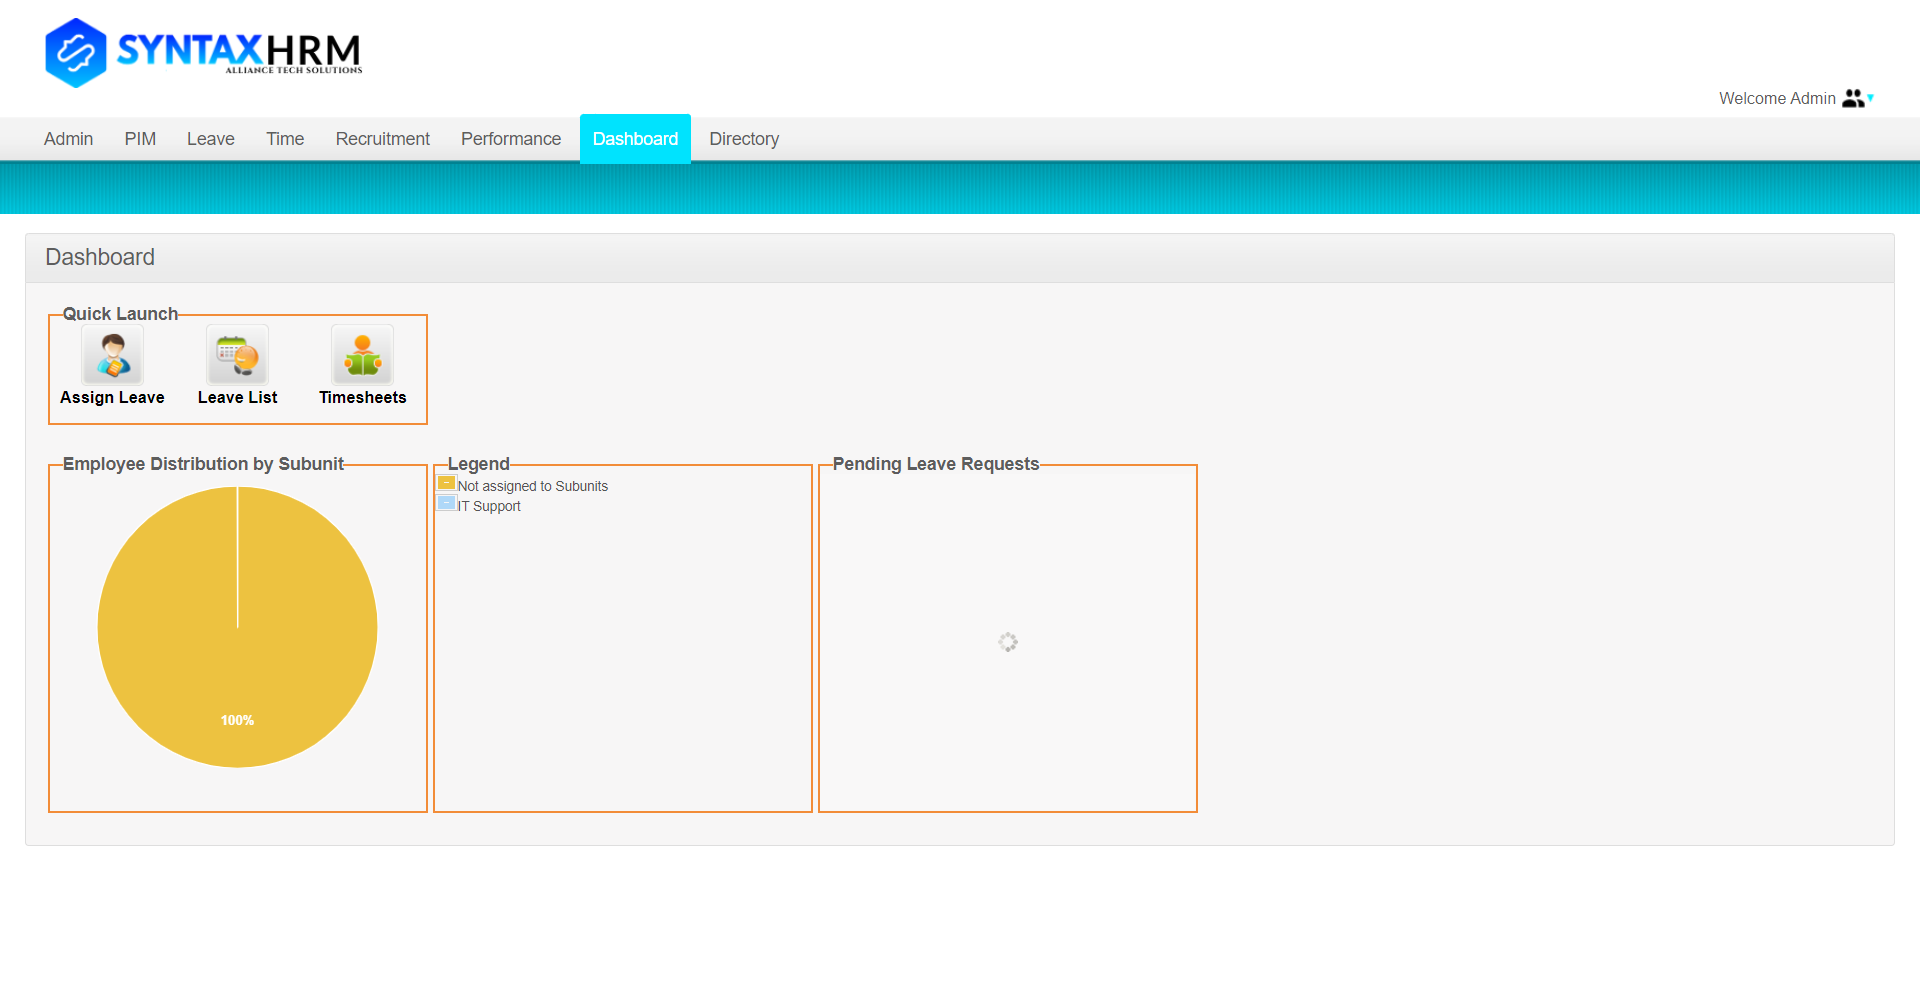 SYNTAXHRM
ALLIANCE TECH SOLUTIONS
Welcome Admin
Admin PIM Leave Time Recruitment Performance Dashboard Directory
Dashboard
Quick Launch
Assign Leave Leave List Timesheets
Employee Distribution by Subunit
100%
Legend
Not assigned to Subunits
IT Support
Pending Leave Requests